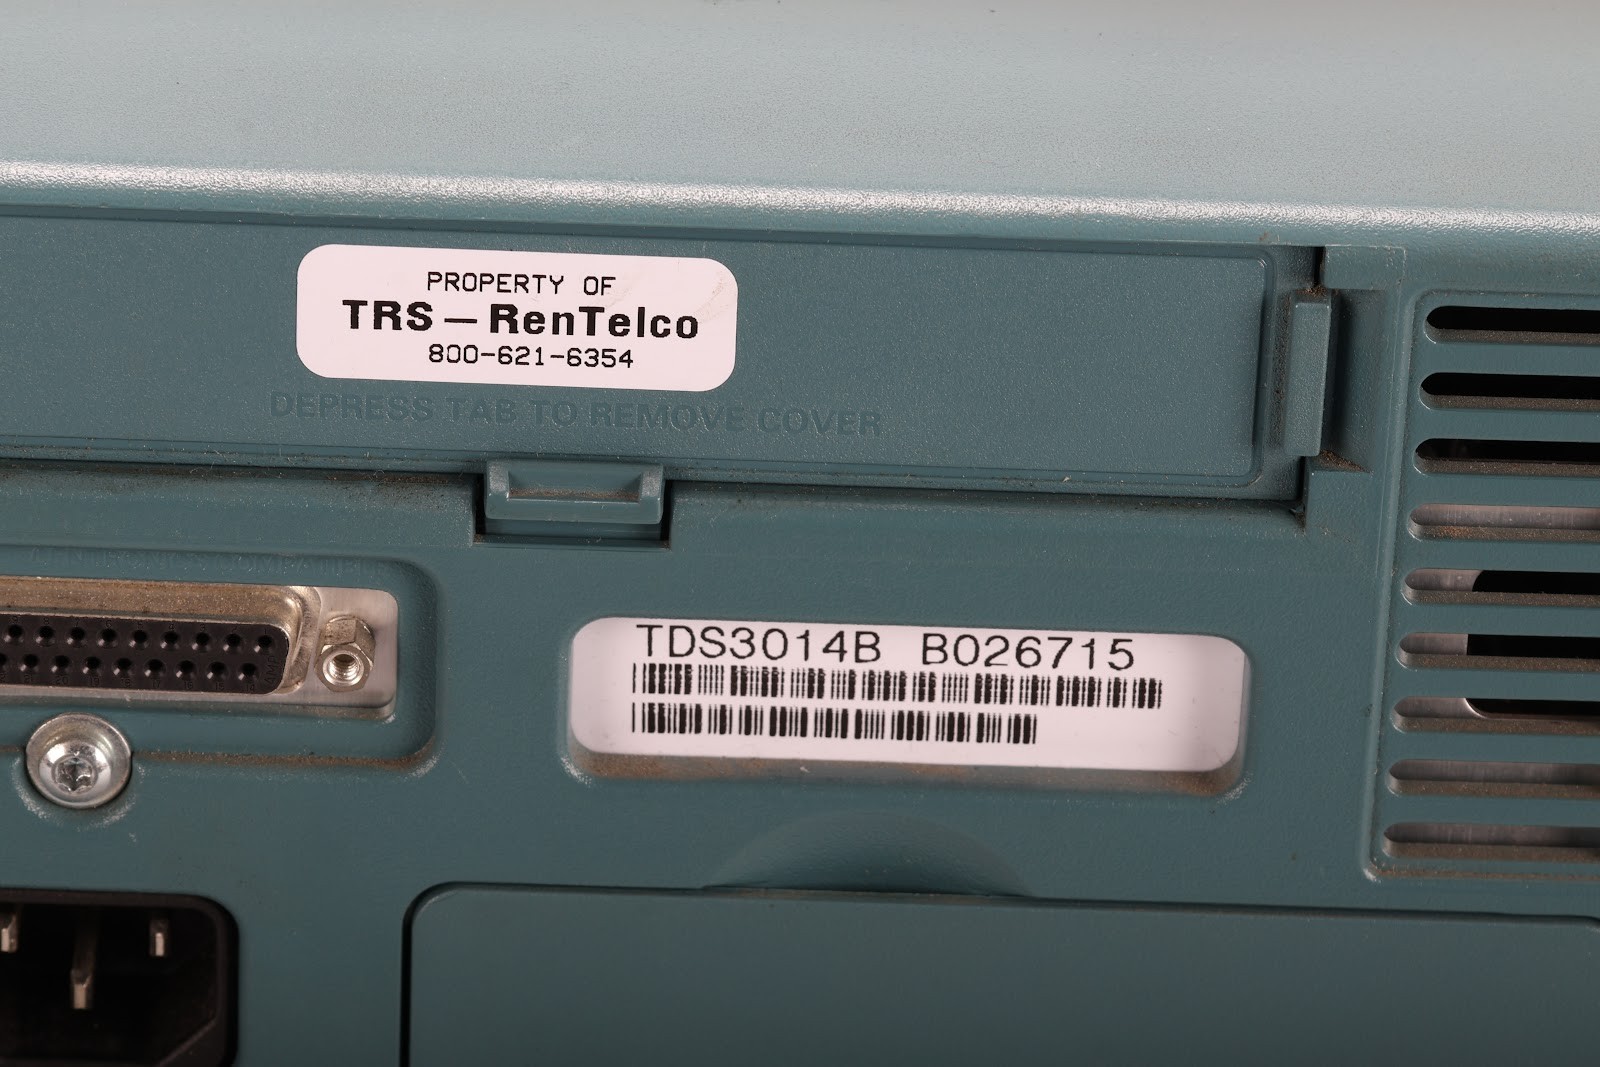 PROPERTY OF
TRS-RenTelco
800-621-6354
DEPRESS TAB TO REMOVE COVER
TDS3014B B026715